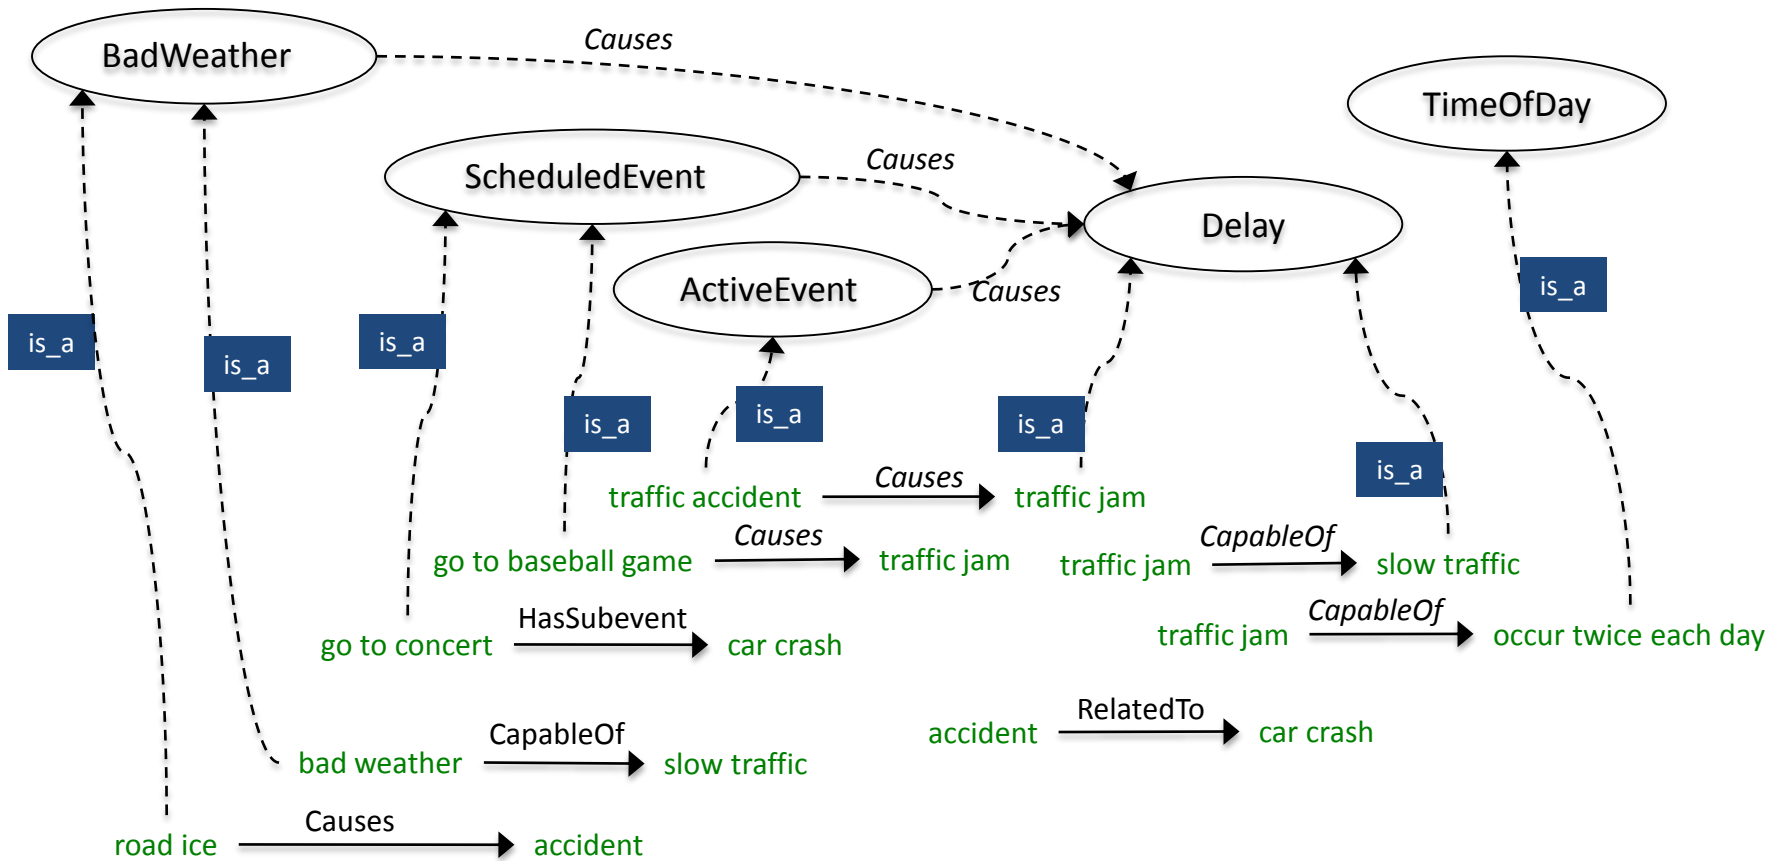 Causes
BadWeather
TimeOfDay
Causes
ScheduledEvent
Delay
ActiveEvent
Causes
is_a
is_a
is_a
is_a
is_a
is_a
is_a
is_a
is_a
traffic accident Causes traffic jam
go to baseball game Causes traffic jam
traffic jam CapableOf slow traffic
go to concert HasSubevent car crash
traffic jam CapableOf occur twice each day
accident RelatedTo car crash
bad weather CapableOf slow traffic
road ice Causes accident